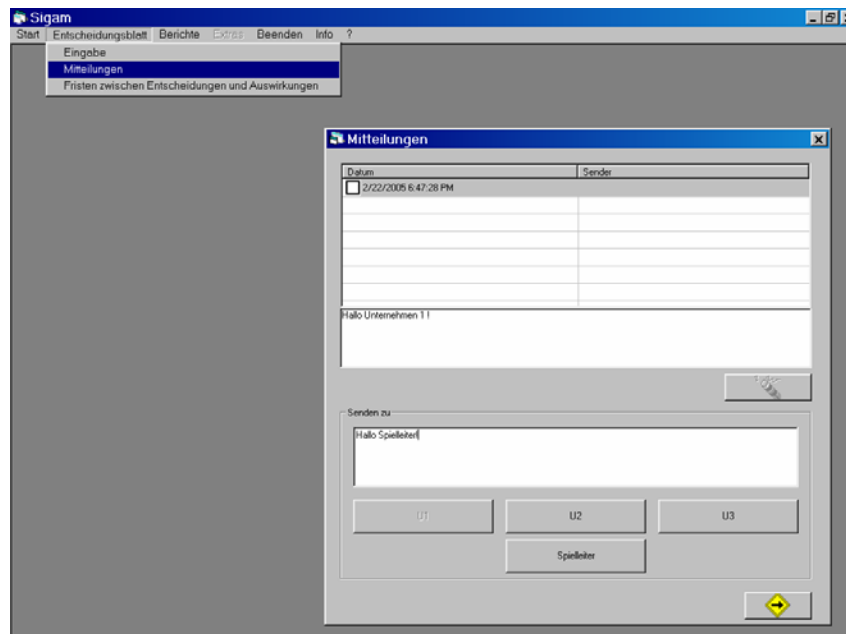 Sigam
Start Entscheidungsblatt Berichte Extras Beenden Info ?
Eingabe
Mitteilungen
Fristen zwischen Entscheidungen und Auswirkungen
Mitteilungen
Datum Sender
2/22/2005 6:47:28 PM
Hallo Unternehmen 1 !
Senden zu
Hallo Spielleiter!
U1 U2 U3
Spielleiter